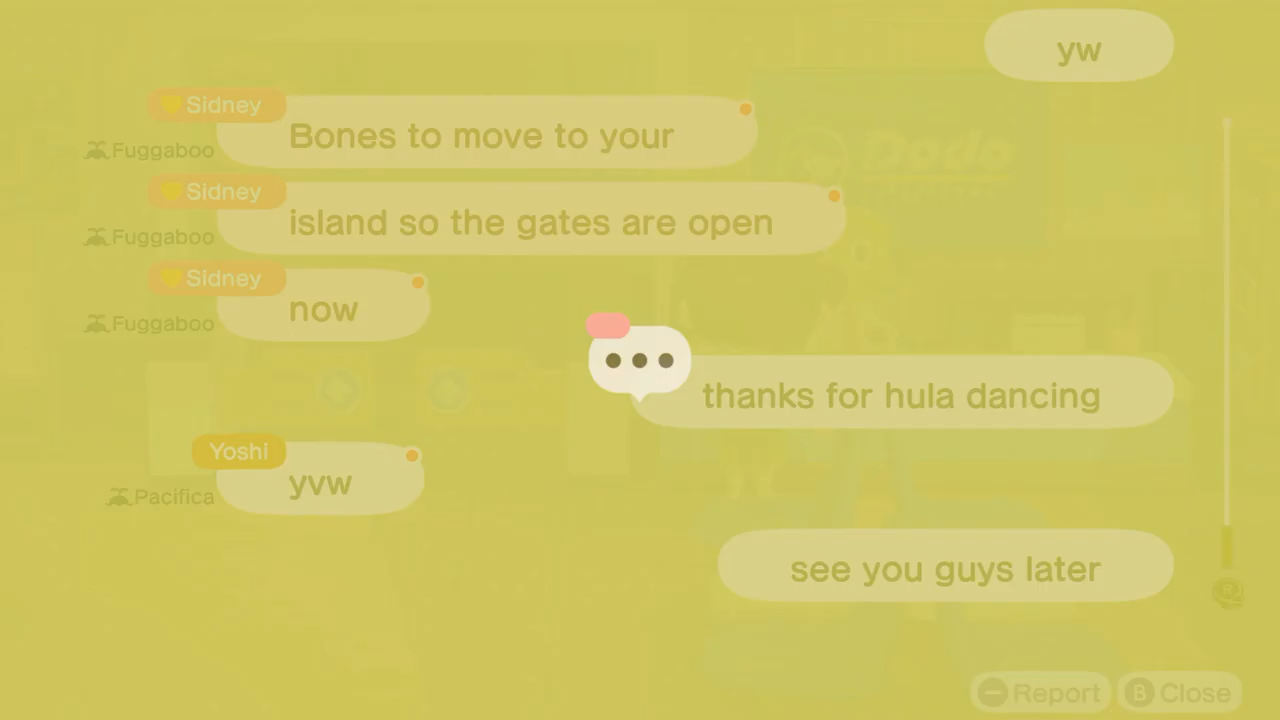 yw
Sidney
Fuggaboo
Bones to move to your
Sidney
Fuggaboo
island so the gates are open
Sidney
Fuggaboo
now
thanks for hula dancing
Yoshi
Pacifica
yvw
see you guys later
Dodo
R
Report
B Close